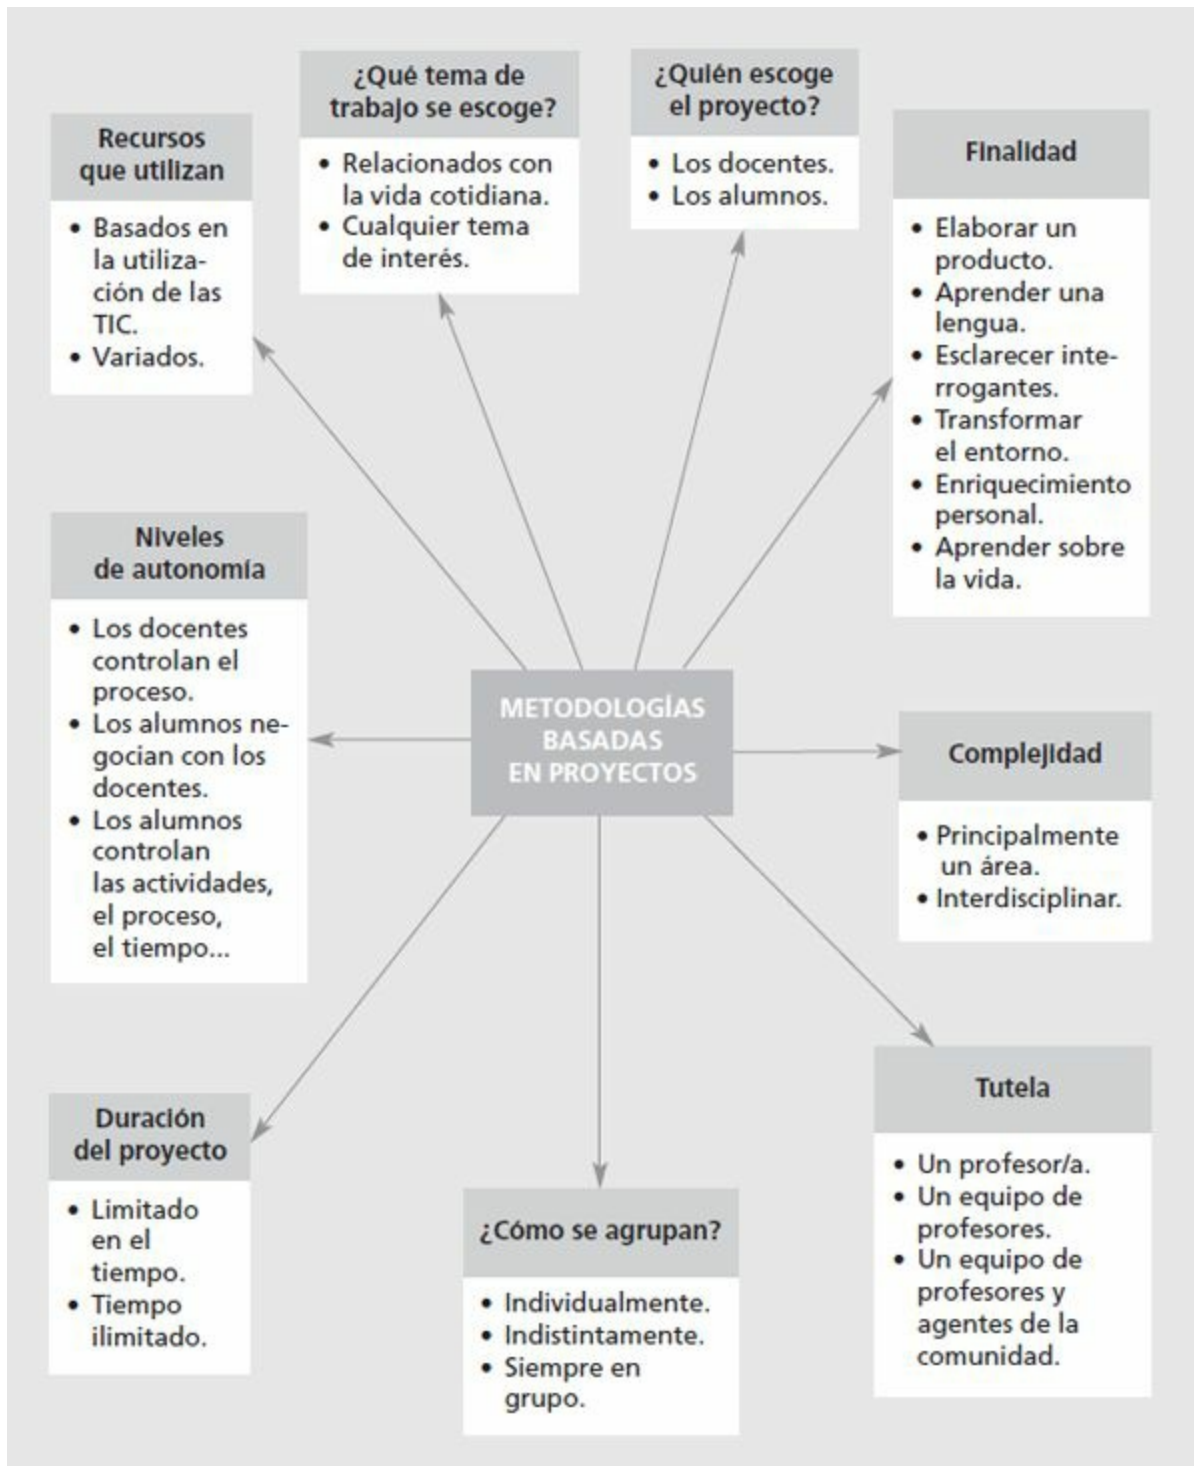 ¿Qué tema de
trabajo se escoge?
• Relacionados con
la vida cotidiana.
• Cualquier tema
de interés.
¿Quién escoge
el proyecto?
• Los docentes.
• Los alumnos.
Recursos
que utilizan
• Basados en
la utiliza-
ción de las
TIC.
• Variados.
Finalidad
• Elaborar un
producto.
• Aprender una
lengua.
• Esclarecer inte-
rrogantes.
• Transformar
el entorno.
• Enriquecimiento
personal.
• Aprender sobre
la vida.
Niveles
de autonomía
• Los docentes
controlan el
proceso.
• Los alumnos ne-
gocian con los
docentes.
• Los alumnos
controlan
las actividades,
el proceso,
el tiempo...
METODOLOGÍAS
BASADAS
EN PROYECTOS
Complejidad
• Principalmente
un área.
• Interdisciplinar.
Duración
del proyecto
• Limitado
en el
tiempo.
• Tiempo
ilimitado.
¿Cómo se agrupan?
• Individualmente.
• Indistintamente.
• Siempre en
grupo.
Tutela
• Un profesor/a.
• Un equipo de
profesores.
• Un equipo de
profesores y
agentes de la
comunidad.